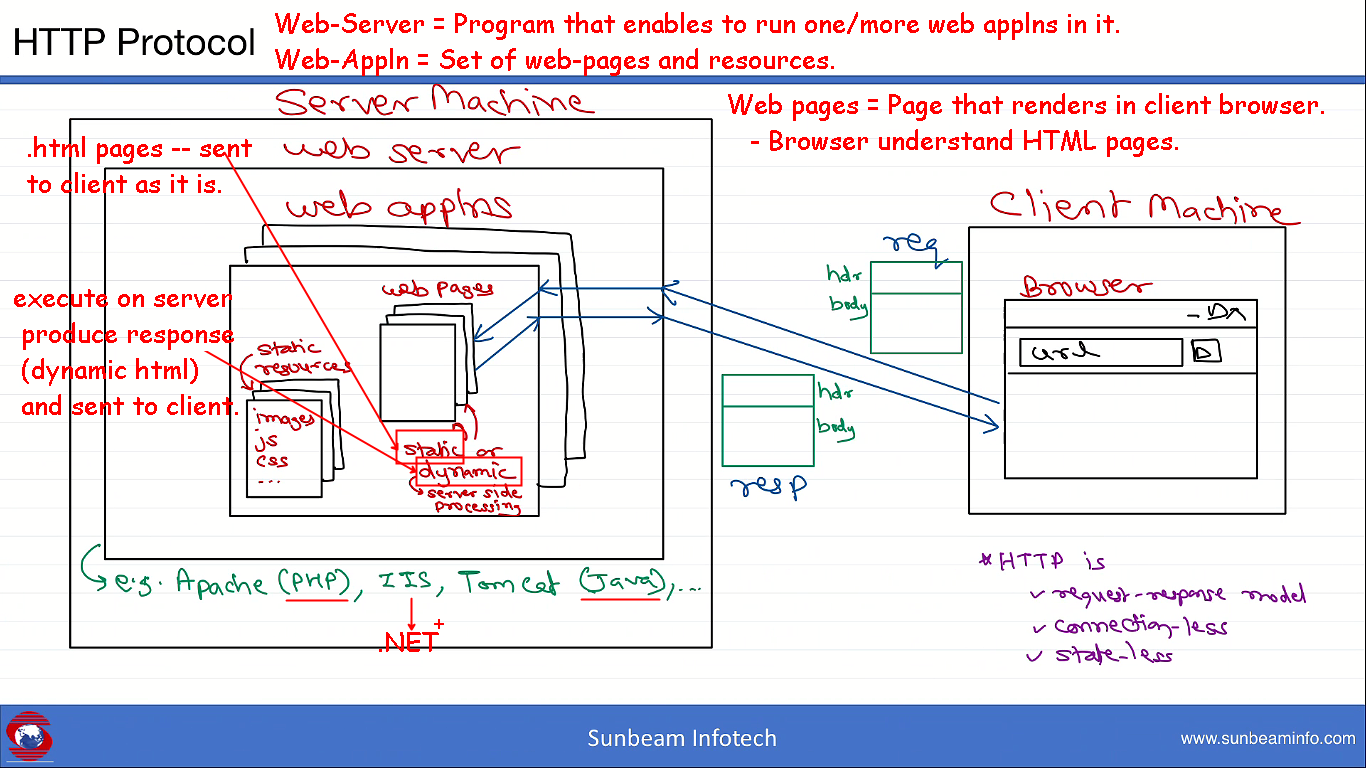 HTTP Protocol
Web-Server = Program that enables to run one/more web applns in it.
Web-Appln = Set of web-pages and resources.
Server Machine
Web pages = Page that renders in client browser.
- Browser understand HTML pages.
.html pages -- sent
to client as it is.
web server
web applns
Client Machine
req
hdr
body
Browser
url
web pages
execute on server
produce response
(dynamic html)
and sent to client.
static
resources
images
js
css
...
static or
dynamic
server side
processing
hdr
body
resp
e.g. Apache (PHP), IIS, Tomcat (Java), ...
.NET+
* HTTP is
✓ request-response model
✓ connection-less
✓ state-less
Sunbeam Infotech
www.sunbeaminfo.com